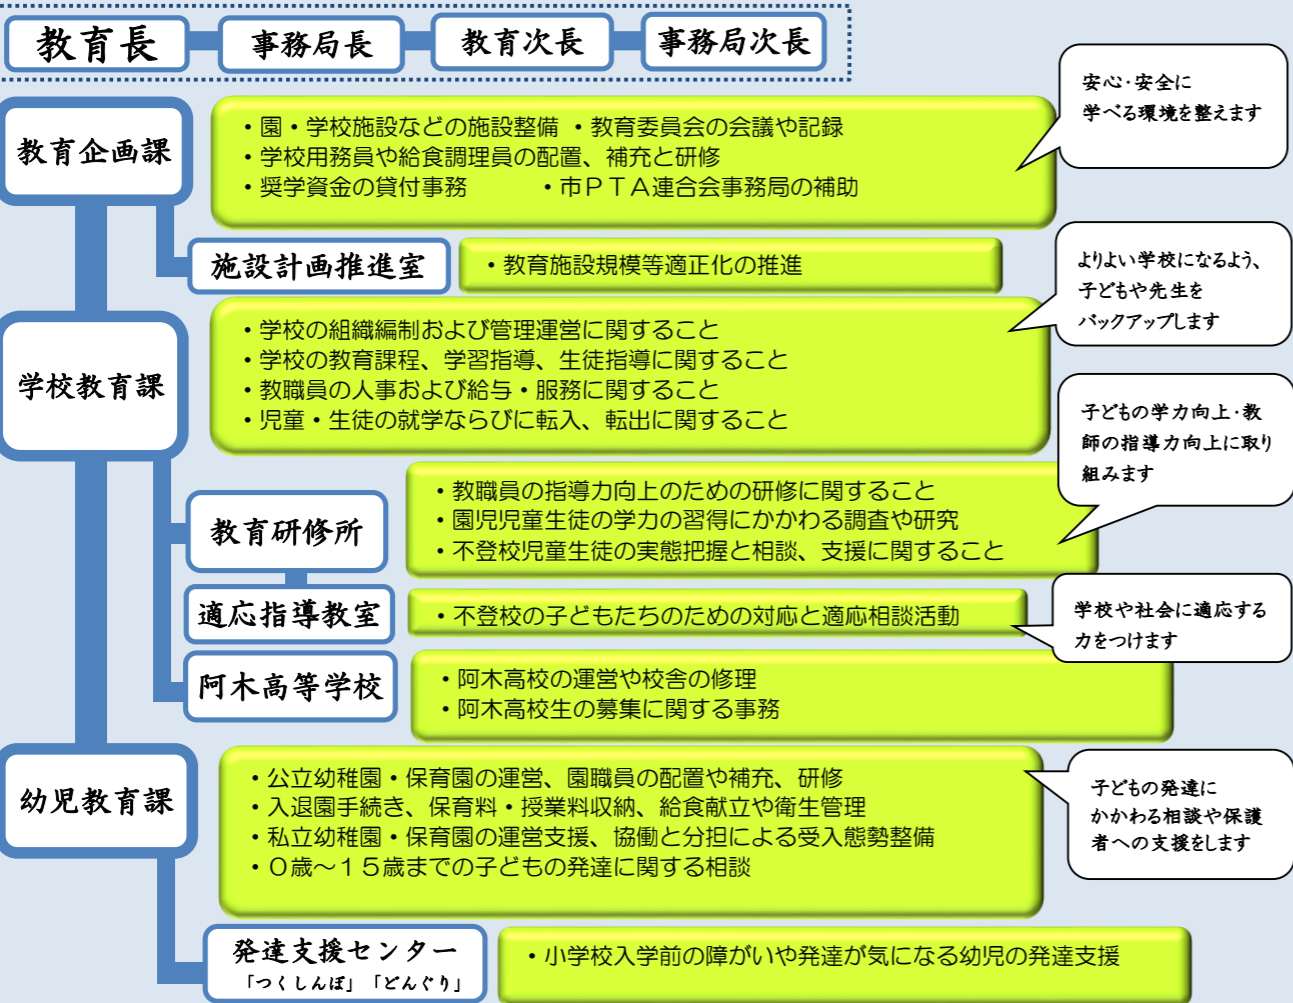 教育長 事務局長 教育次長 事務局次長
教育企画課
・園・学校施設などの施設整備 ・教育委員会の会議や記録
・学校用務員や給食調理員の配置、補充と研修
・奨学資金の貸付事務 ・市ＰＴＡ連合会事務局の補助
安心・安全に
学べる環境を整えます
施設計画推進室
・教育施設規模等適正化の推進
学校教育課
・学校の組織編制および管理運営に関すること
・学校の教育課程、学習指導、生徒指導に関すること
・教職員の人事および給与・服務に関すること
・児童・生徒の就学ならびに転入、転出に関すること
よりよい学校になるよう、
子どもや先生を
バックアップします
教育研修所
・教職員の指導力向上のための研修に関すること
・園児児童生徒の学力の習得にかかわる調査や研究
・不登校児童生徒の実態把握と相談、支援に関すること
子どもの学力向上・教
師の指導力向上に取り
組みます
適応指導教室
・不登校の子どもたちのための対応と適応相談活動
学校や社会に適応する
力をつけます
阿木高等学校
・阿木高校の運営や校舎の修理
・阿木高校生の募集に関する事務
幼児教育課
・公立幼稚園・保育園の運営、園職員の配置や補充、研修
・入退園手続き、保育料・授業料収納、給食献立や衛生管理
・私立幼稚園・保育園の運営支援、協働と分担による受入態勢整備
・０歳～１５歳までの子どもの発達に関する相談
子どもの発達に
かかわる相談や保護
者への支援をします
発達支援センター
「つくしんぼ」「どんぐり」
・小学校入学前の障がいや発達が気になる幼児の発達支援